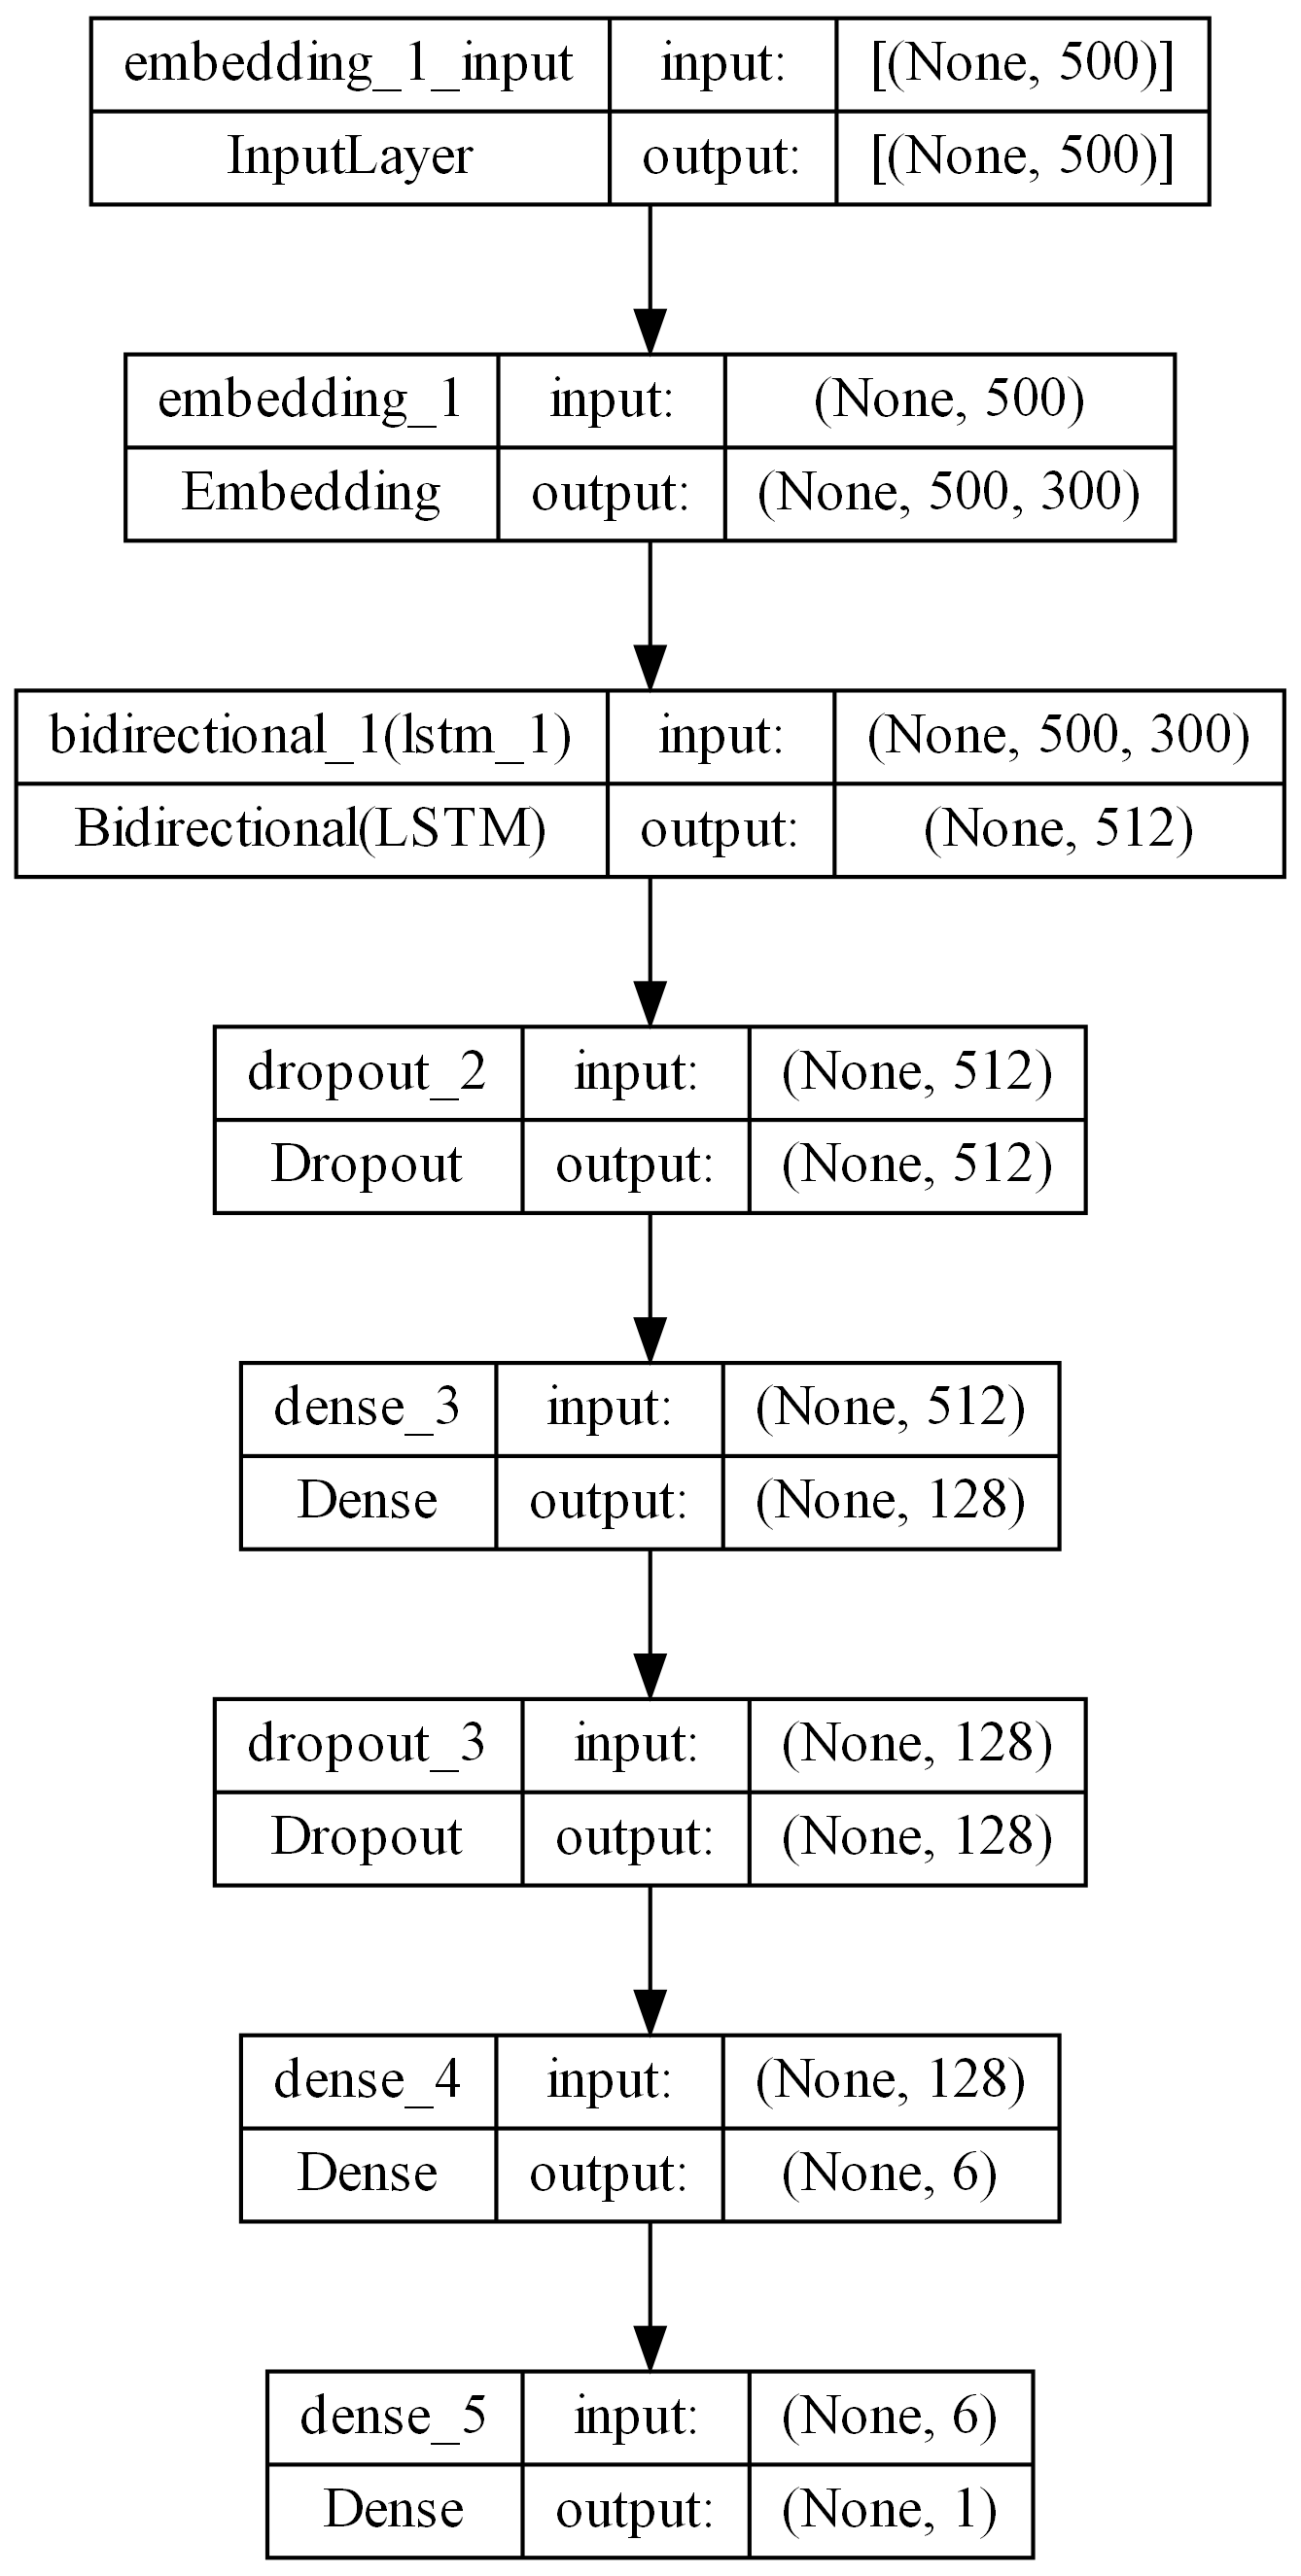 embedding_1_input input: [(None, 500)]
InputLayer output: [(None, 500)]
embedding_1 input: (None, 500)
Embedding output: (None, 500, 300)
bidirectional_1(lstm_1) input: (None, 500, 300)
Bidirectional(LSTM) output: (None, 512)
dropout_2 input: (None, 512)
Dropout output: (None, 512)
dense_3 input: (None, 512)
Dense output: (None, 128)
dropout_3 input: (None, 128)
Dropout output: (None, 128)
dense_4 input: (None, 128)
Dense output: (None, 6)
dense_5 input: (None, 6)
Dense output: (None, 1)